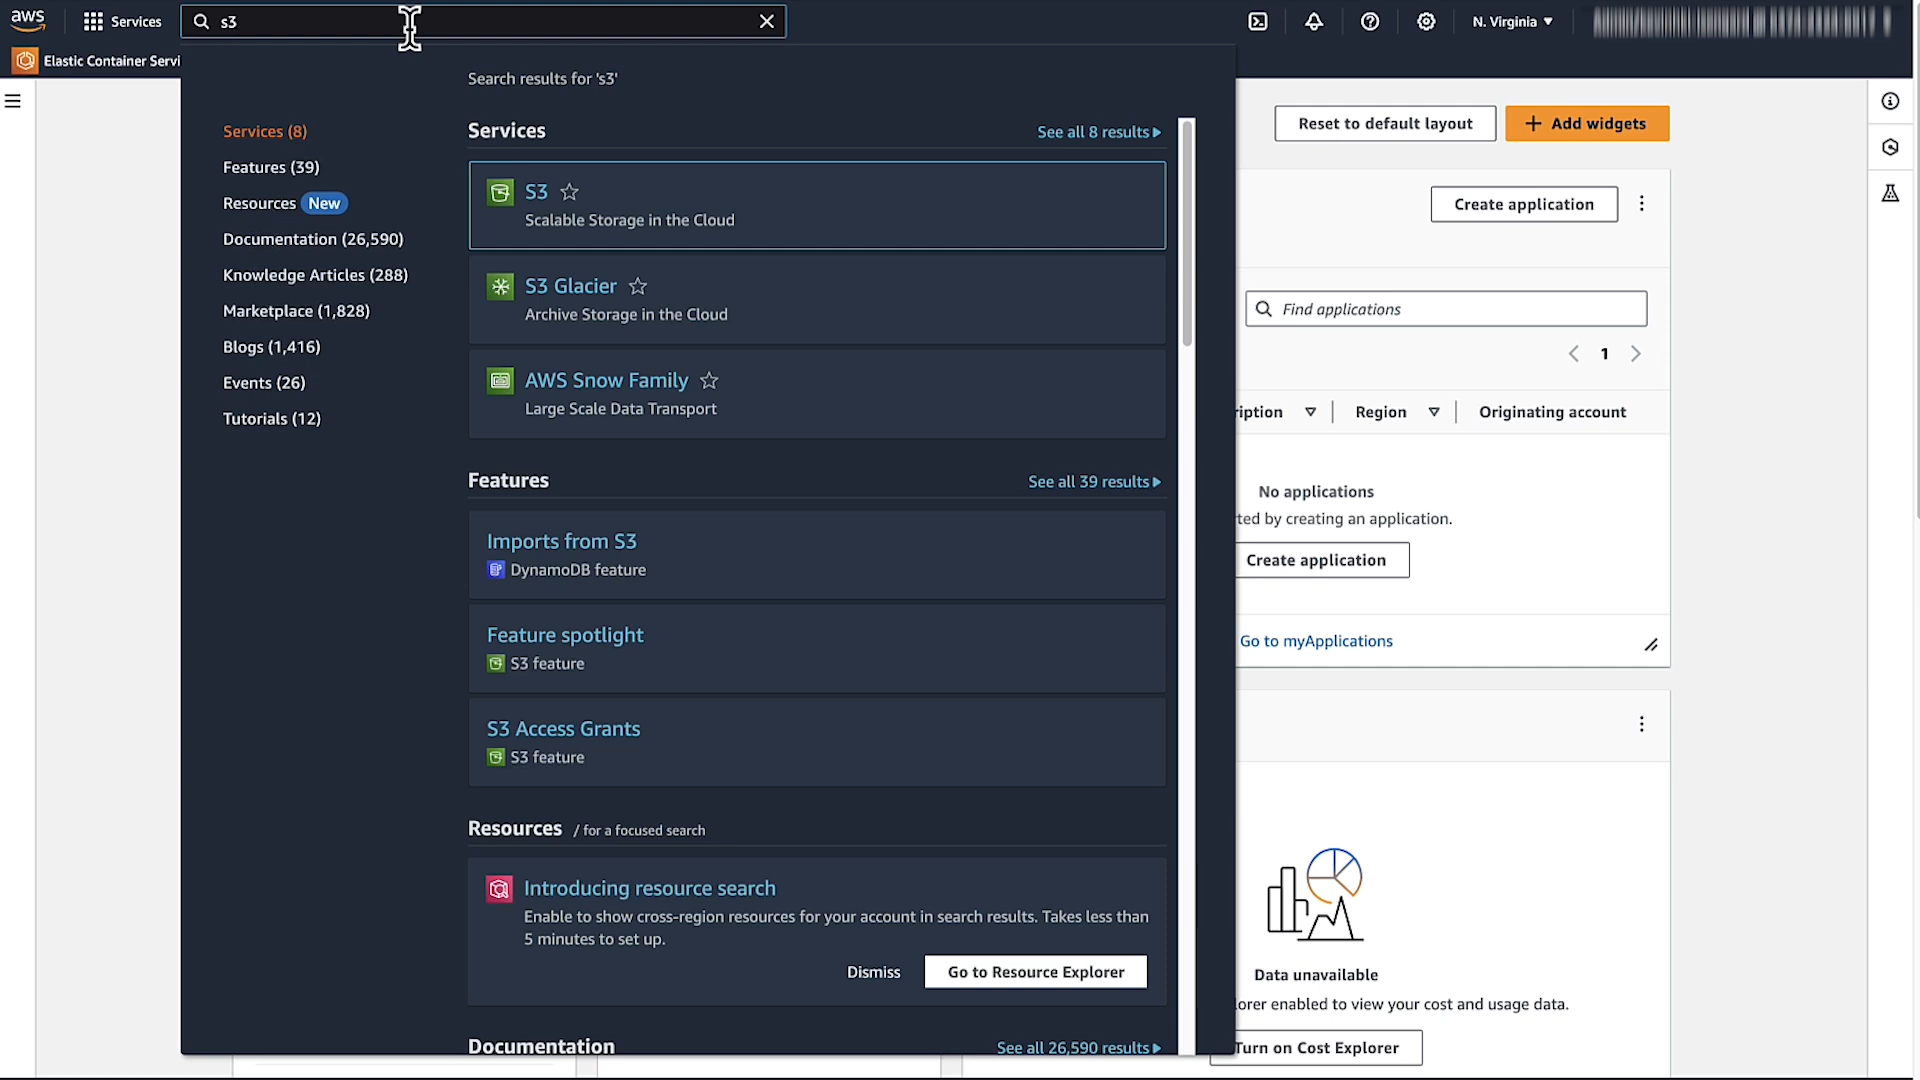 aws
Services
s3
N. Virginia
Elastic Container Servi
Search results for 's3'
Services (8)
Features (39)
Resources New
Documentation (26,590)
Knowledge Articles (288)
Marketplace (1,828)
Blogs (1,416)
Events (26)
Tutorials (12)
Services
See all 8 results
S3
Scalable Storage in the Cloud
S3 Glacier
Archive Storage in the Cloud
AWS Snow Family
Large Scale Data Transport
Features
See all 39 results
Imports from S3
DynamoDB feature
Feature spotlight
S3 feature
S3 Access Grants
S3 feature
Resources / for a focused search
Introducing resource search
Enable to show cross-region resources for your account in search results. Takes less than
5 minutes to set up.
Dismiss
Go to Resource Explorer
Documentation
See all 26,590 results
Reset to default layout
+ Add widgets
Create application
Find applications
1
ription
Region
Originating account
No applications
ted by creating an application.
Create application
Go to myApplications
Data unavailable
lorer enabled to view your cost and usage data.
Turn on Cost Explorer